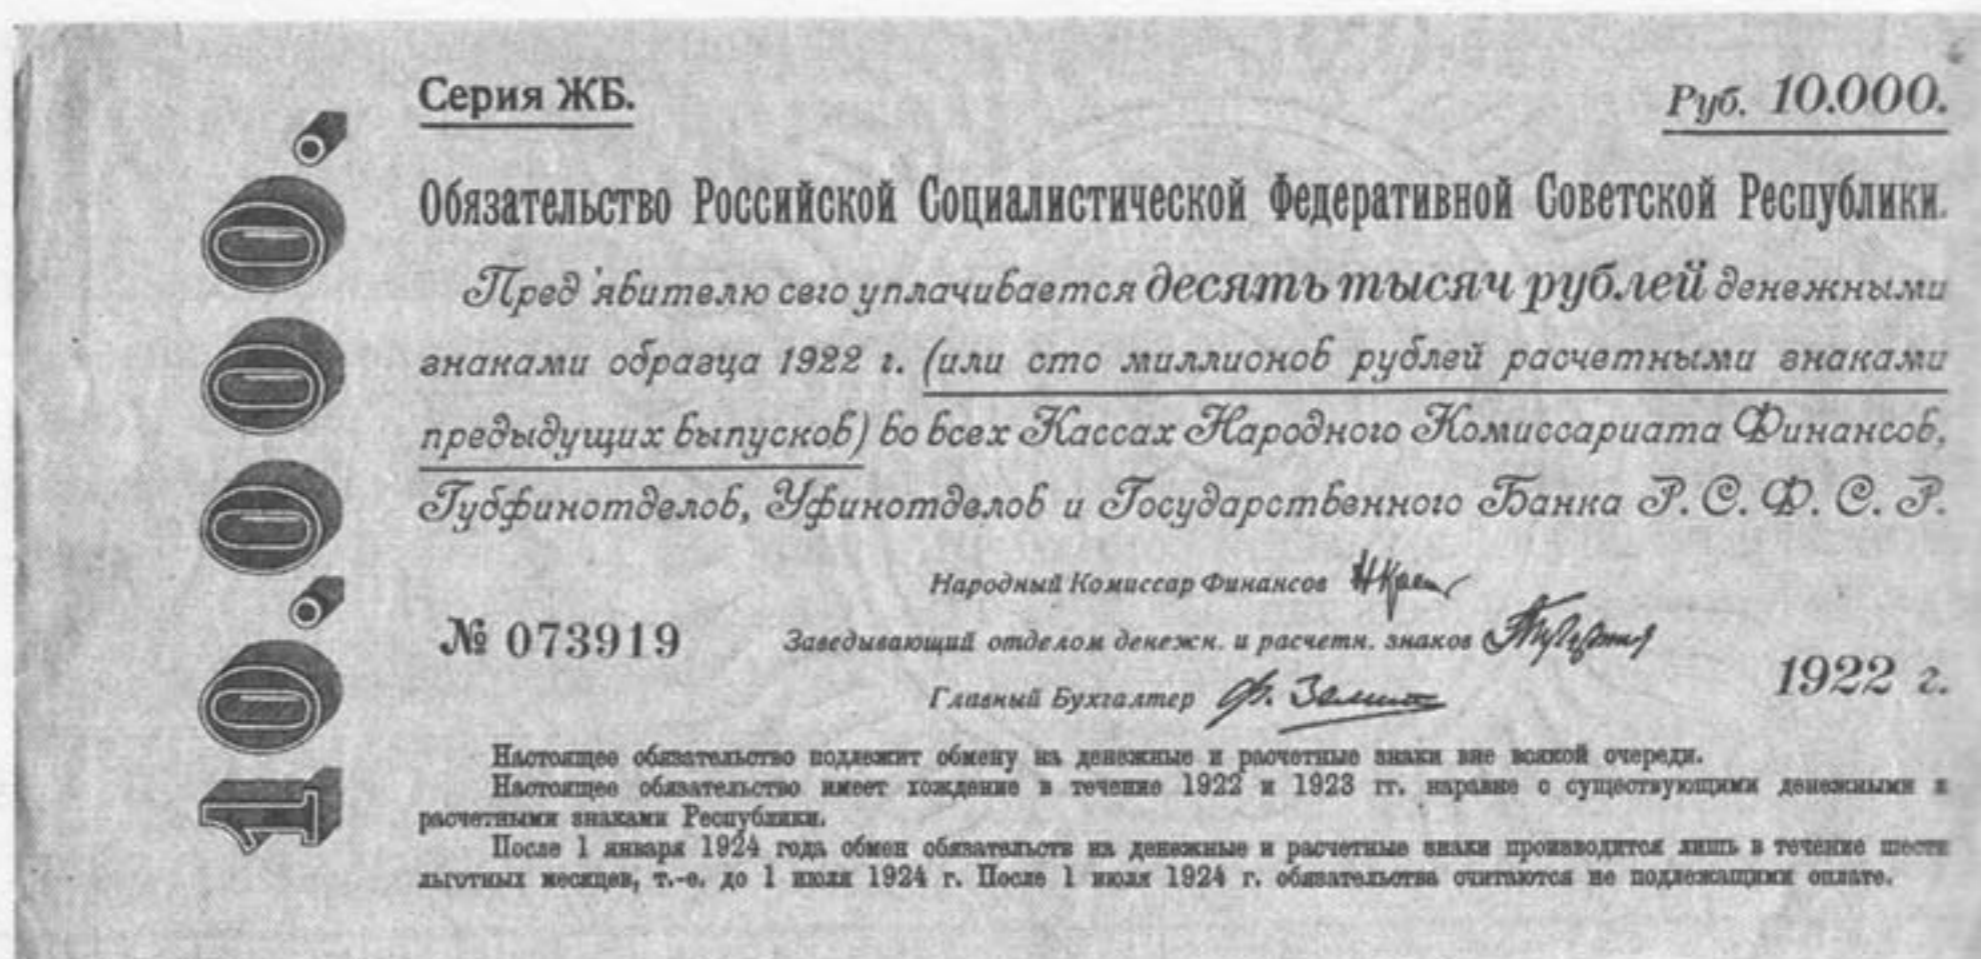 Серия ЖБ.
Руб. 10.000.
10.000.
Обязательство Российской Социалистической Федеративной Советской Республики.
Пред'явителю сего уплачивается десять тысяч рублей денежными
знаками образца 1922 г. (или сто миллионов рублей расчетными знаками
предыдущих выпусков) во всех Кассах Народного Комиссариата Финансов,
Губфинотделов, Уфинотделов и Государственного Банка Р. С. Ф. С. Р.
Народный Комиссар Финансов
№ 073919
Заведывающий отделом денежн. и расчетн. знаков
Главный Бухгалтер
1922 г.
Настоящее обязательство подлежит обмену на денежные и расчетные знаки вне всякой очереди.
Настоящее обязательство имеет хождение в течение 1922 и 1923 гг. наравне с существующими денежными и
расчетными знаками Республики.
После 1 января 1924 года обмен обязательств на денежные и расчетные знаки производится лишь в течение шести
льготных месяцев, т.-е. до 1 июля 1924 г. После 1 июля 1924 г. обязательства считаются не подлежащими оплате.